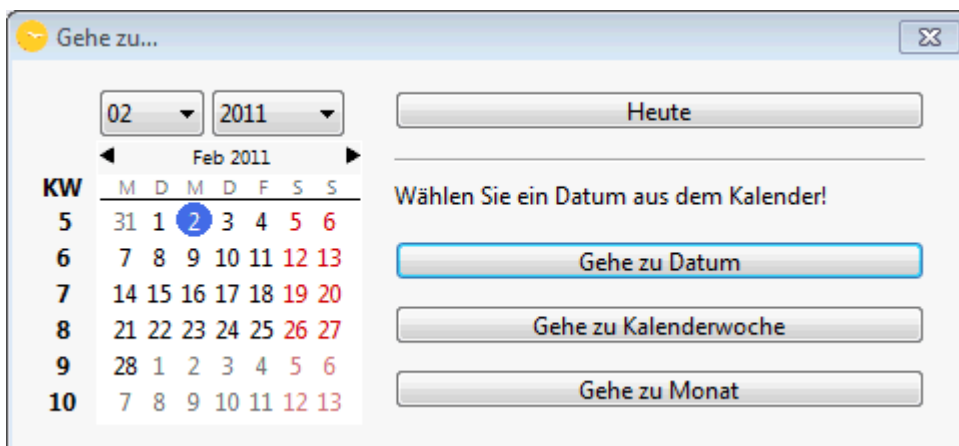 Gehe zu...
02 2011
Heute
Feb 2011
KW M D M D F S S
Wählen Sie ein Datum aus dem Kalender!
5 31 1 2 3 4 5 6
6 7 8 9 10 11 12 13
Gehe zu Datum
7 14 15 16 17 18 19 20
8 21 22 23 24 25 26 27
Gehe zu Kalenderwoche
9 28 1 2 3 4 5 6
10 7 8 9 10 11 12 13
Gehe zu Monat